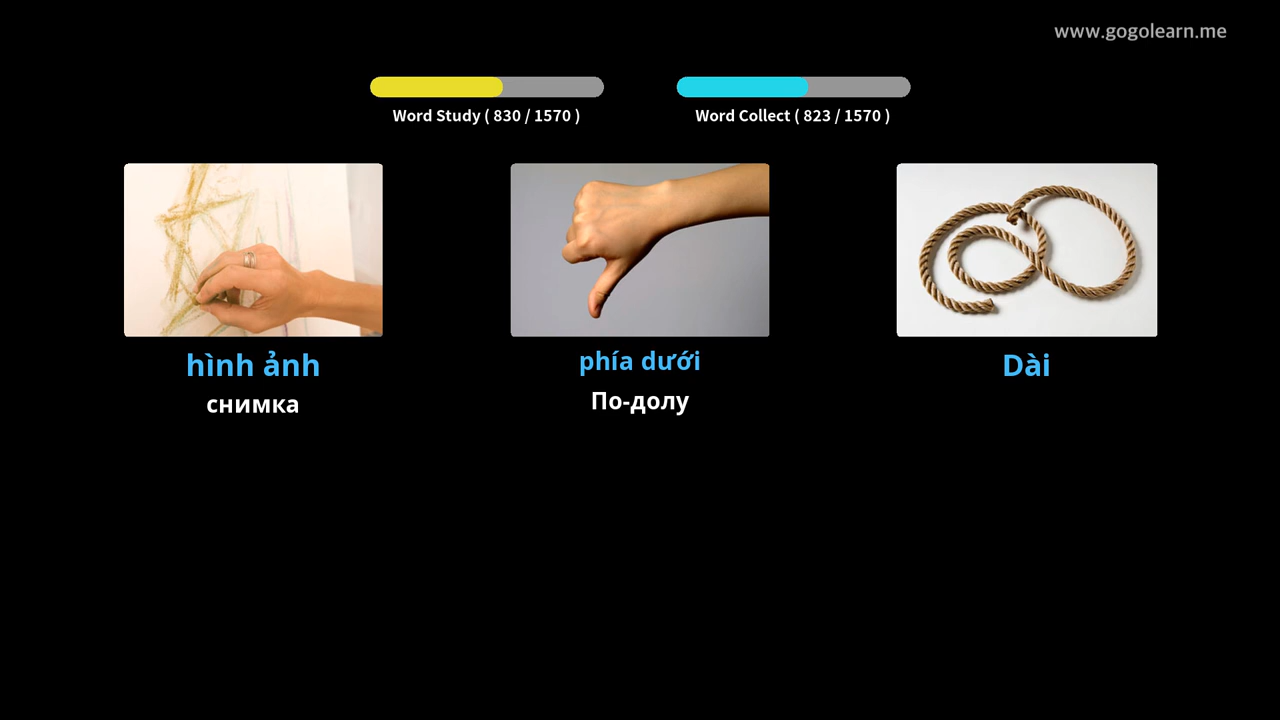 www.gogolearn.me
Word Study ( 830 / 1570 )
Word Collect ( 823 / 1570 )
hình ảnh
снимка
phía dưới
По-долу
Dài